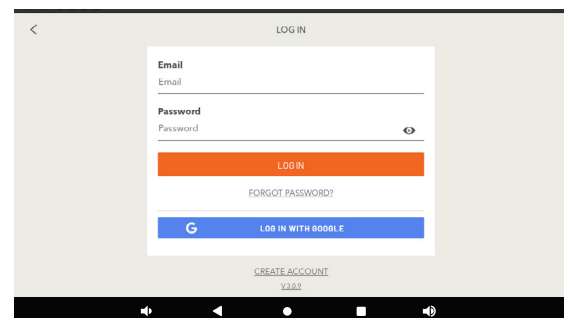 LOG IN
Email
Email
Password
Password
LOG IN
FORGOT PASSWORD?
G LOG IN WITH GOOGLE
CREATE ACCOUNT
V 3.0.9